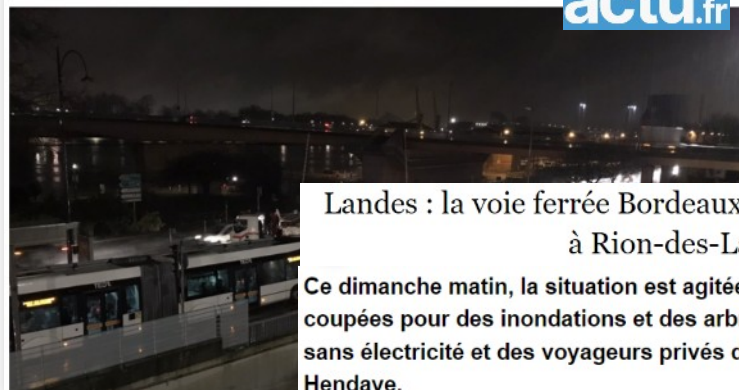 actu.fr
Landes : la voie ferrée Bordeaux
à Rion-des-La
Ce dimanche matin, la situation est agitée
coupées pour des inondations et des arb
sans électricité et des voyageurs privés d
Hendaye.